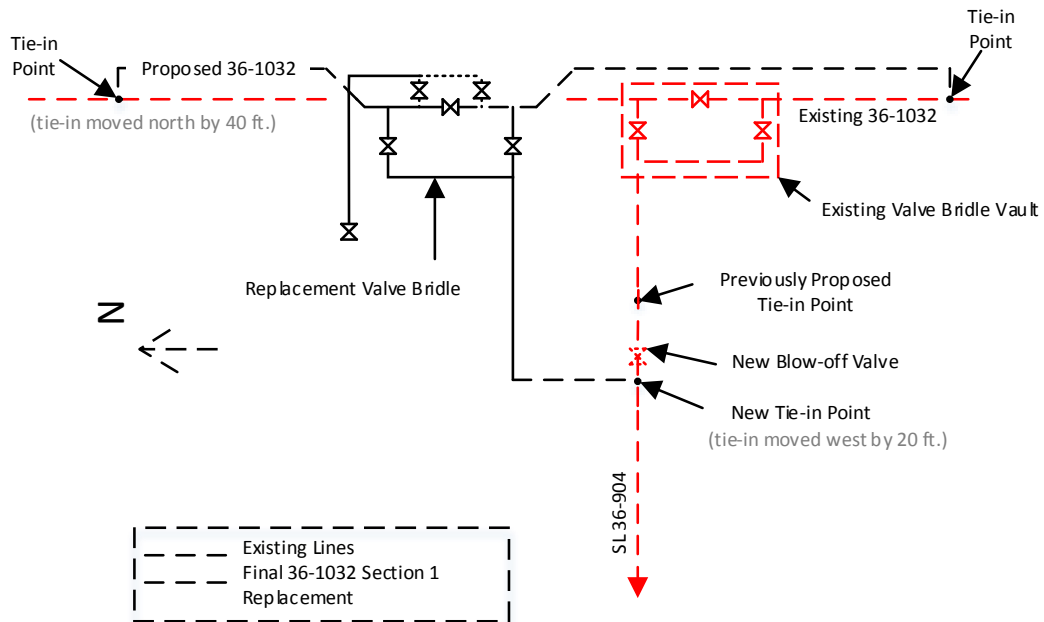 Tie-in
Point
Tie-in
Point
Proposed 36-1032
(tie-in moved north by 40 ft.)
Existing 36-1032
Existing Valve Bridle Vault
Replacement Valve Bridle
Previously Proposed
Tie-in Point
N
New Blow-off Valve
New Tie-in Point
(tie-in moved west by 20 ft.)
SL 36-904
Existing Lines
Final 36-1032 Section 1
Replacement